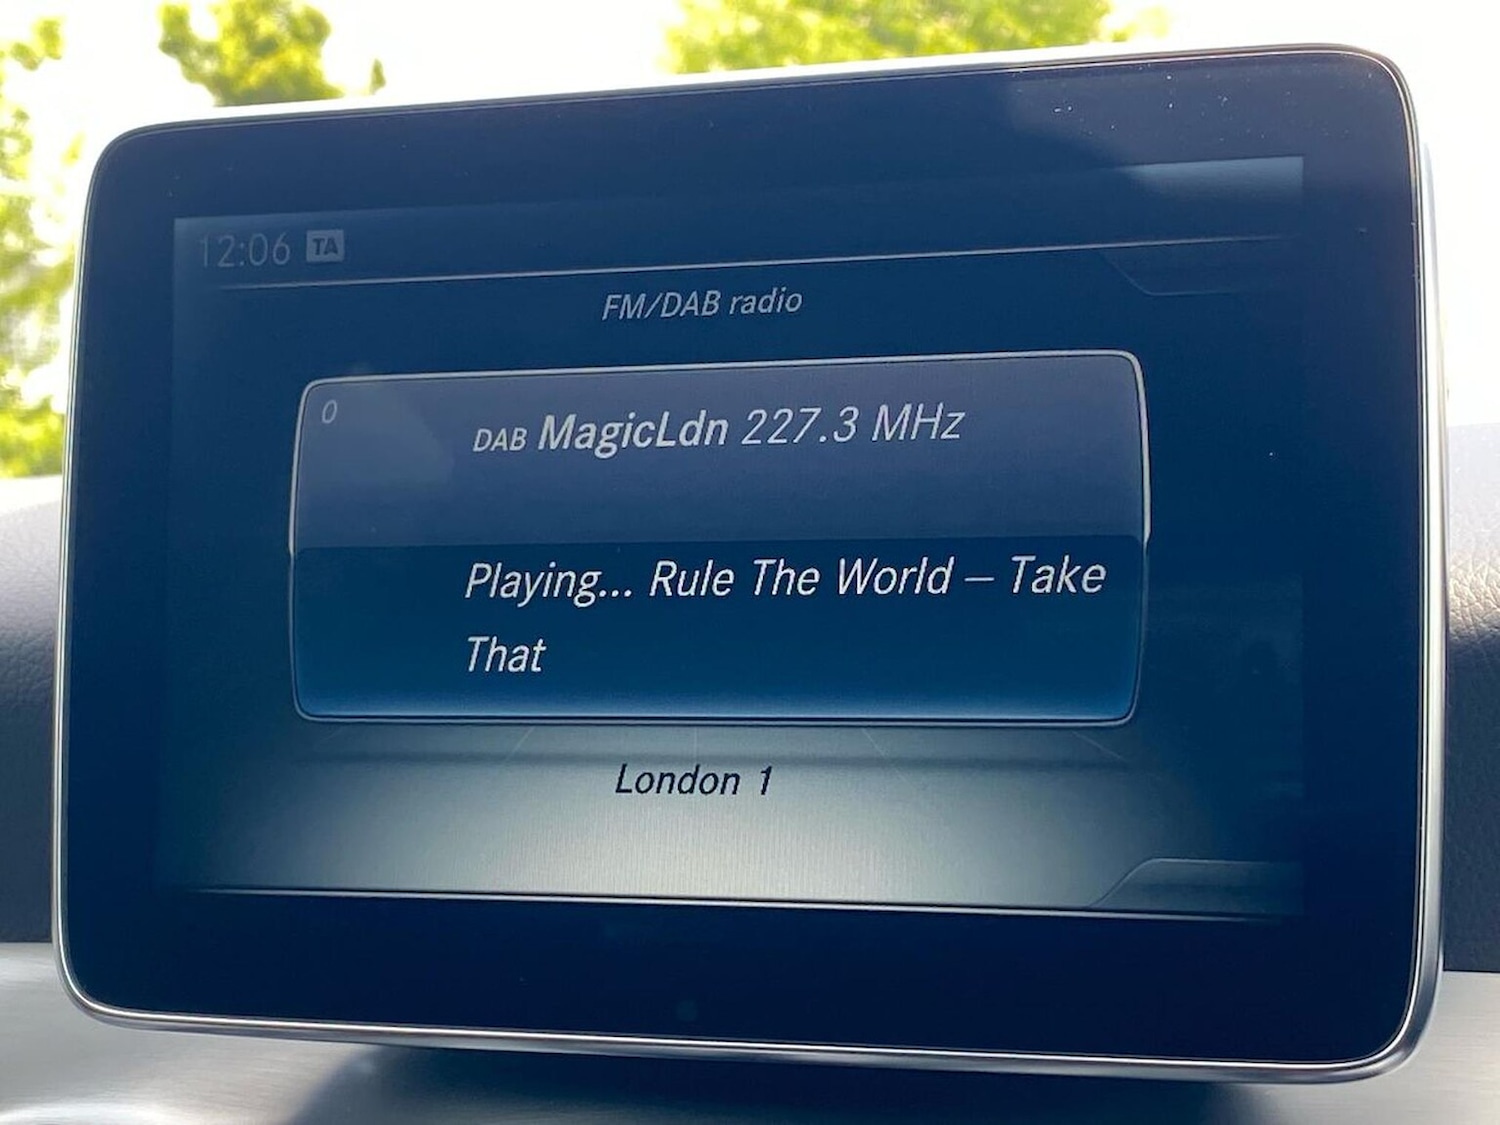 12:06 TA
FM/DAB radio
0
DAB MagicLdn 227.3 MHz
Playing... Rule The World – Take
That
London 1